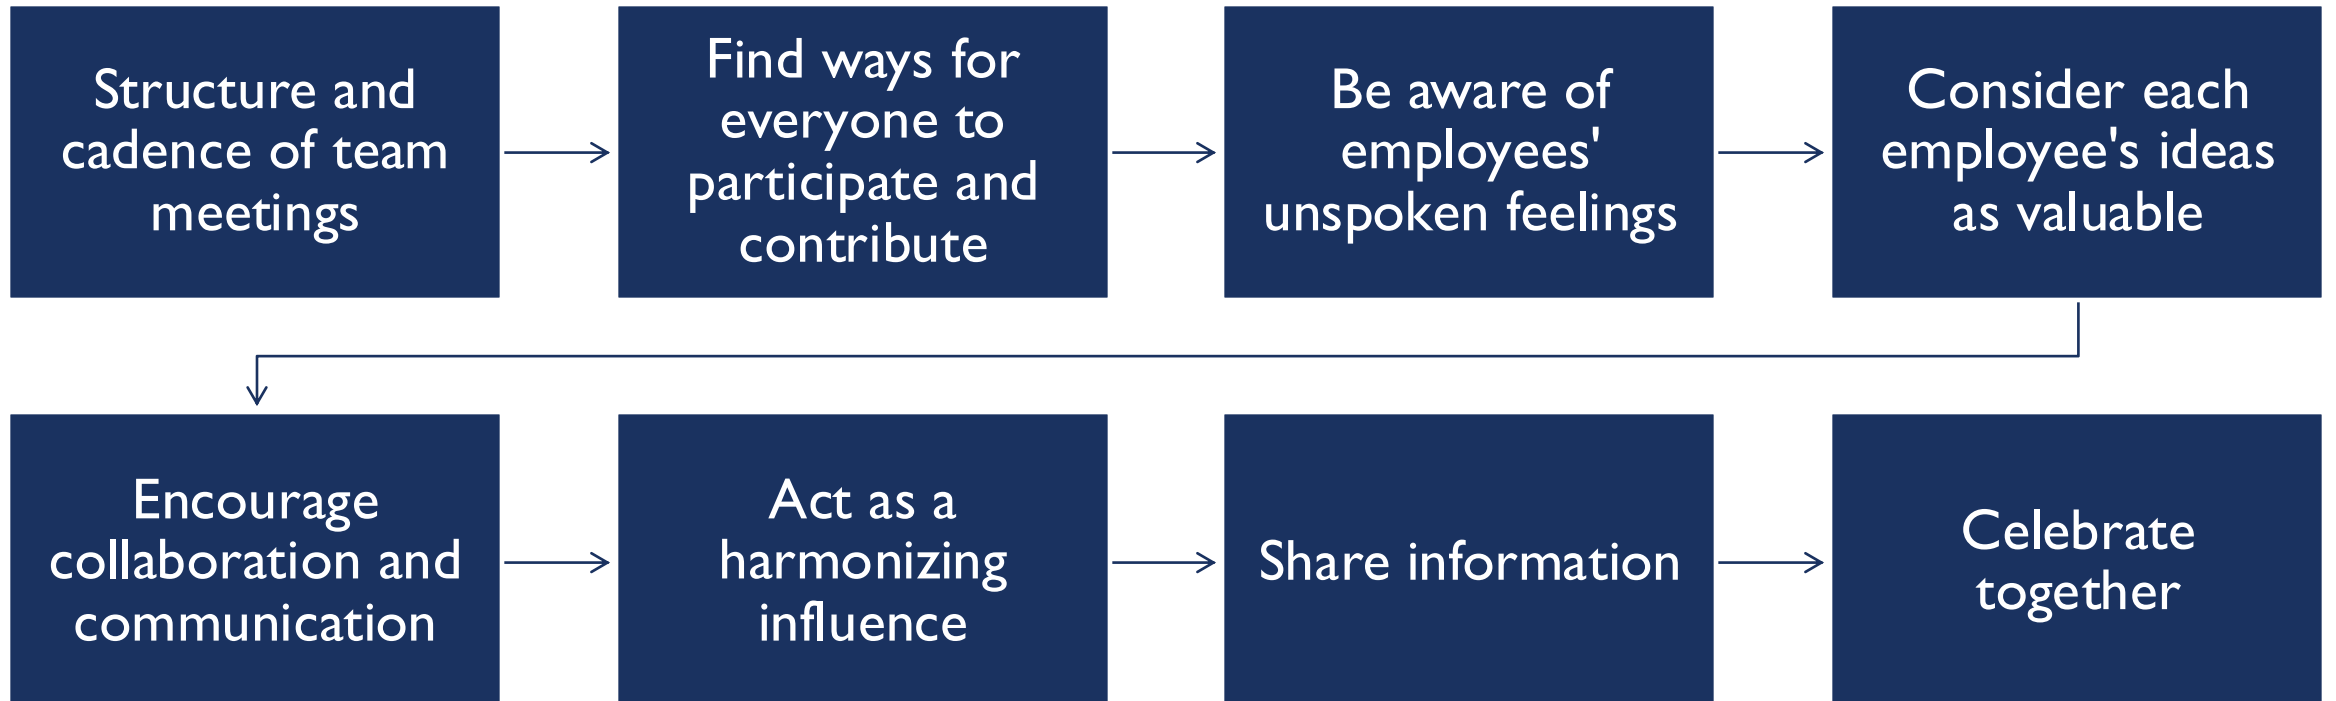 Structure and
cadence of team
meetings
Find ways for
everyone to
participate and
contribute
Be aware of
employees'
unspoken feelings
Consider each
employee's ideas
as valuable
Encourage
collaboration and
communication
Act as a
harmonizing
influence
Share information
Celebrate
together